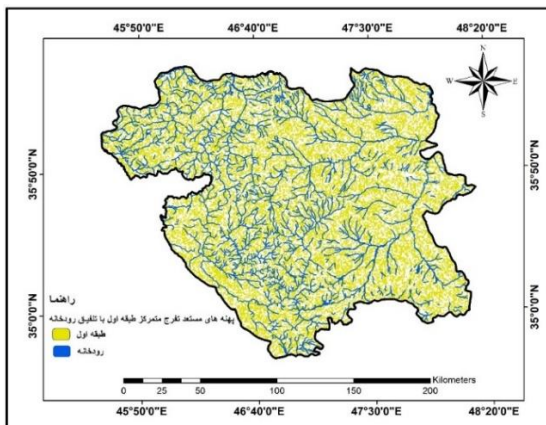 45°50'0"E 46°40'0"E 47°30'0"E 48°20'0"E
N
W E
S
35°50'0"N 35°50'0"N
35°0'0"N 35°0'0"N
راهنما
پهنه های مستعد تفرج متمرکز طبقه اول با تلفیق رودخانه
طبقه اول
رودخانه
Kilometers
0 25 50 100 150 200
45°50'0"E 46°40'0"E 47°30'0"E 48°20'0"E